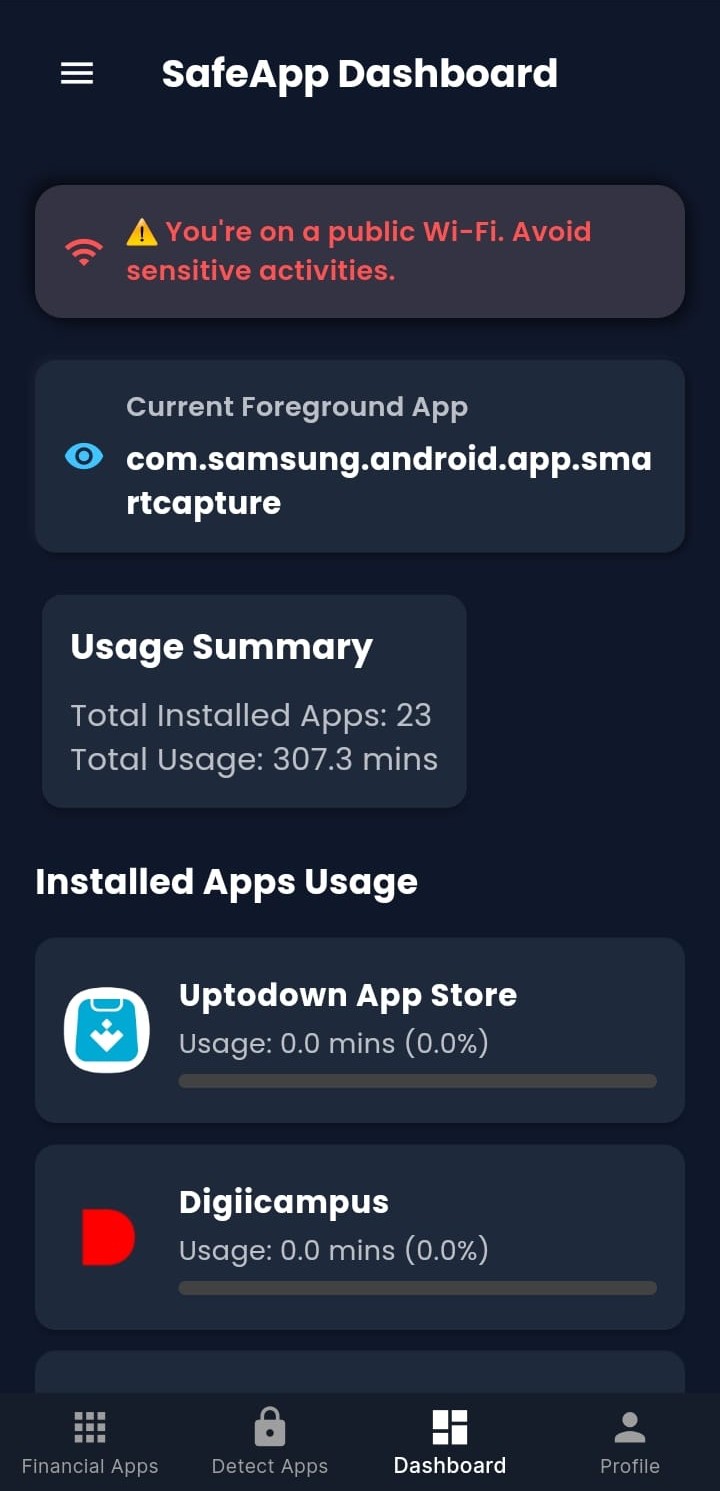 SafeApp Dashboard
⚠️ You're on a public Wi-Fi. Avoid
sensitive activities.
Current Foreground App
com.samsung.android.app.sma
rtcapture
Usage Summary
Total Installed Apps: 23
Total Usage: 307.3 mins
Installed Apps Usage
Uptodown App Store
Usage: 0.0 mins (0.0%)
Digiicampus
Usage: 0.0 mins (0.0%)
Financial Apps
Detect Apps
Dashboard
Profile